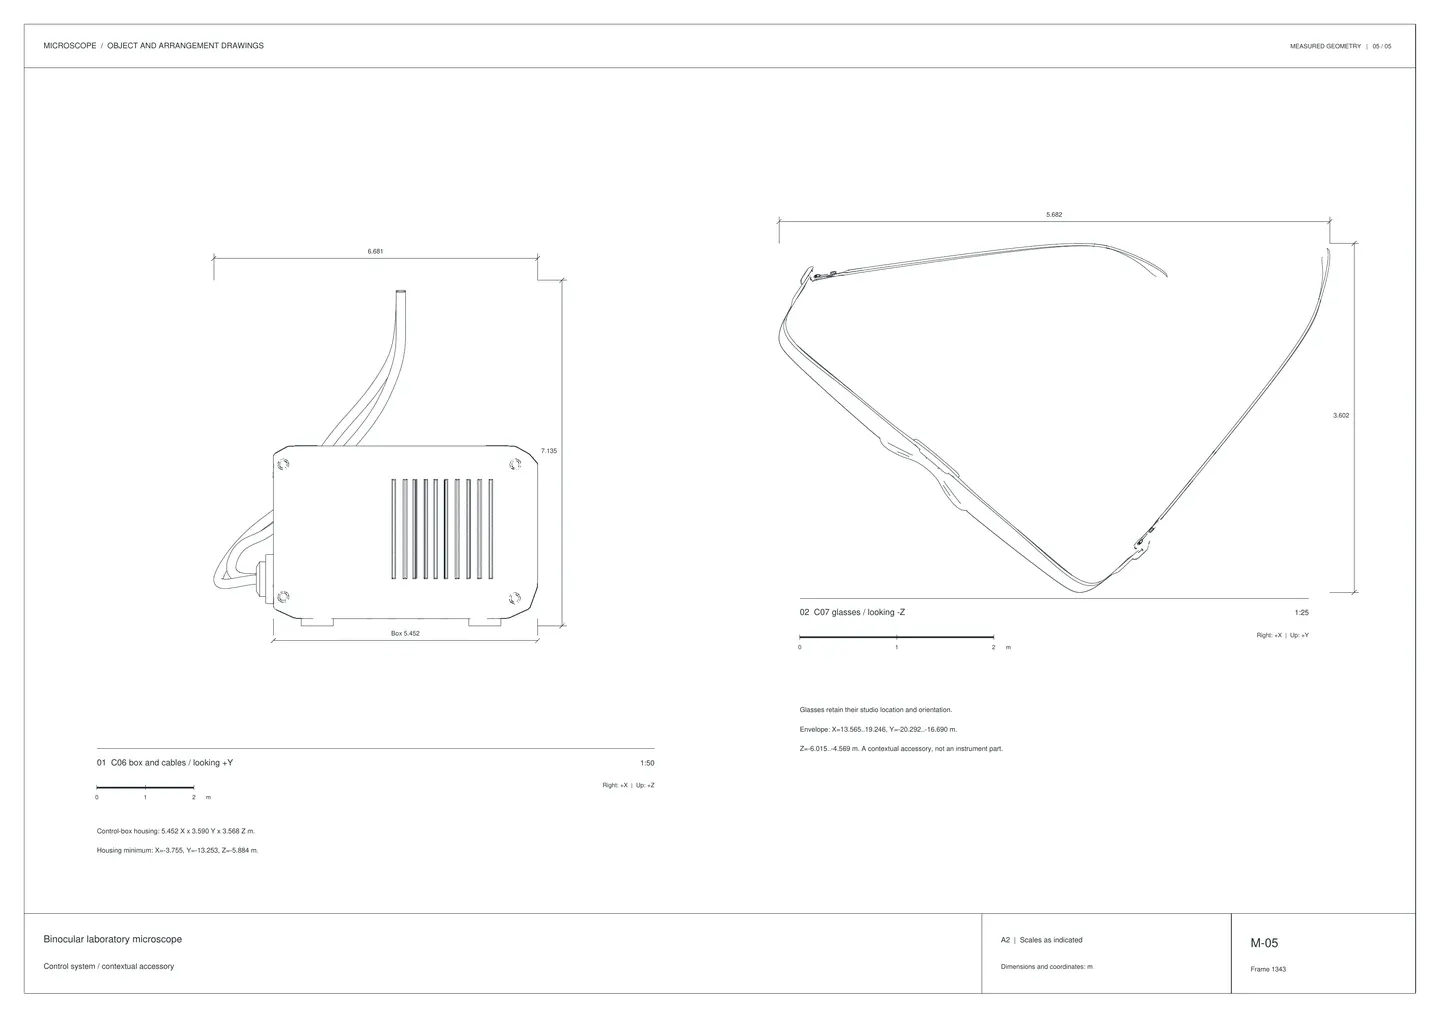 MICROSCOPE / OBJECT AND ARRANGEMENT DRAWINGS
MEASURED GEOMETRY | 05 / 05
6.681
7.135
Box 5.452
01 C06 box and cables / looking +Y
1:50
Right: +X | Up: +Z
0 1 2 m
Control-box housing: 5.452 X x 3.590 Y x 3.568 Z m.
Housing minimum: X=-3.755, Y=-13.253, Z=-5.884 m.
5.682
3.602
02 C07 glasses / looking -Z
1:25
Right: +X | Up: +Y
0 1 2 m
Glasses retain their studio location and orientation.
Envelope: X=13.565..19.246, Y=-20.292..-16.690 m.
Z=-6.015..-4.569 m. A contextual accessory, not an instrument part.
Binocular laboratory microscope
Control system / contextual accessory
A2 | Scales as indicated
Dimensions and coordinates: m
M-05
Frame 1343